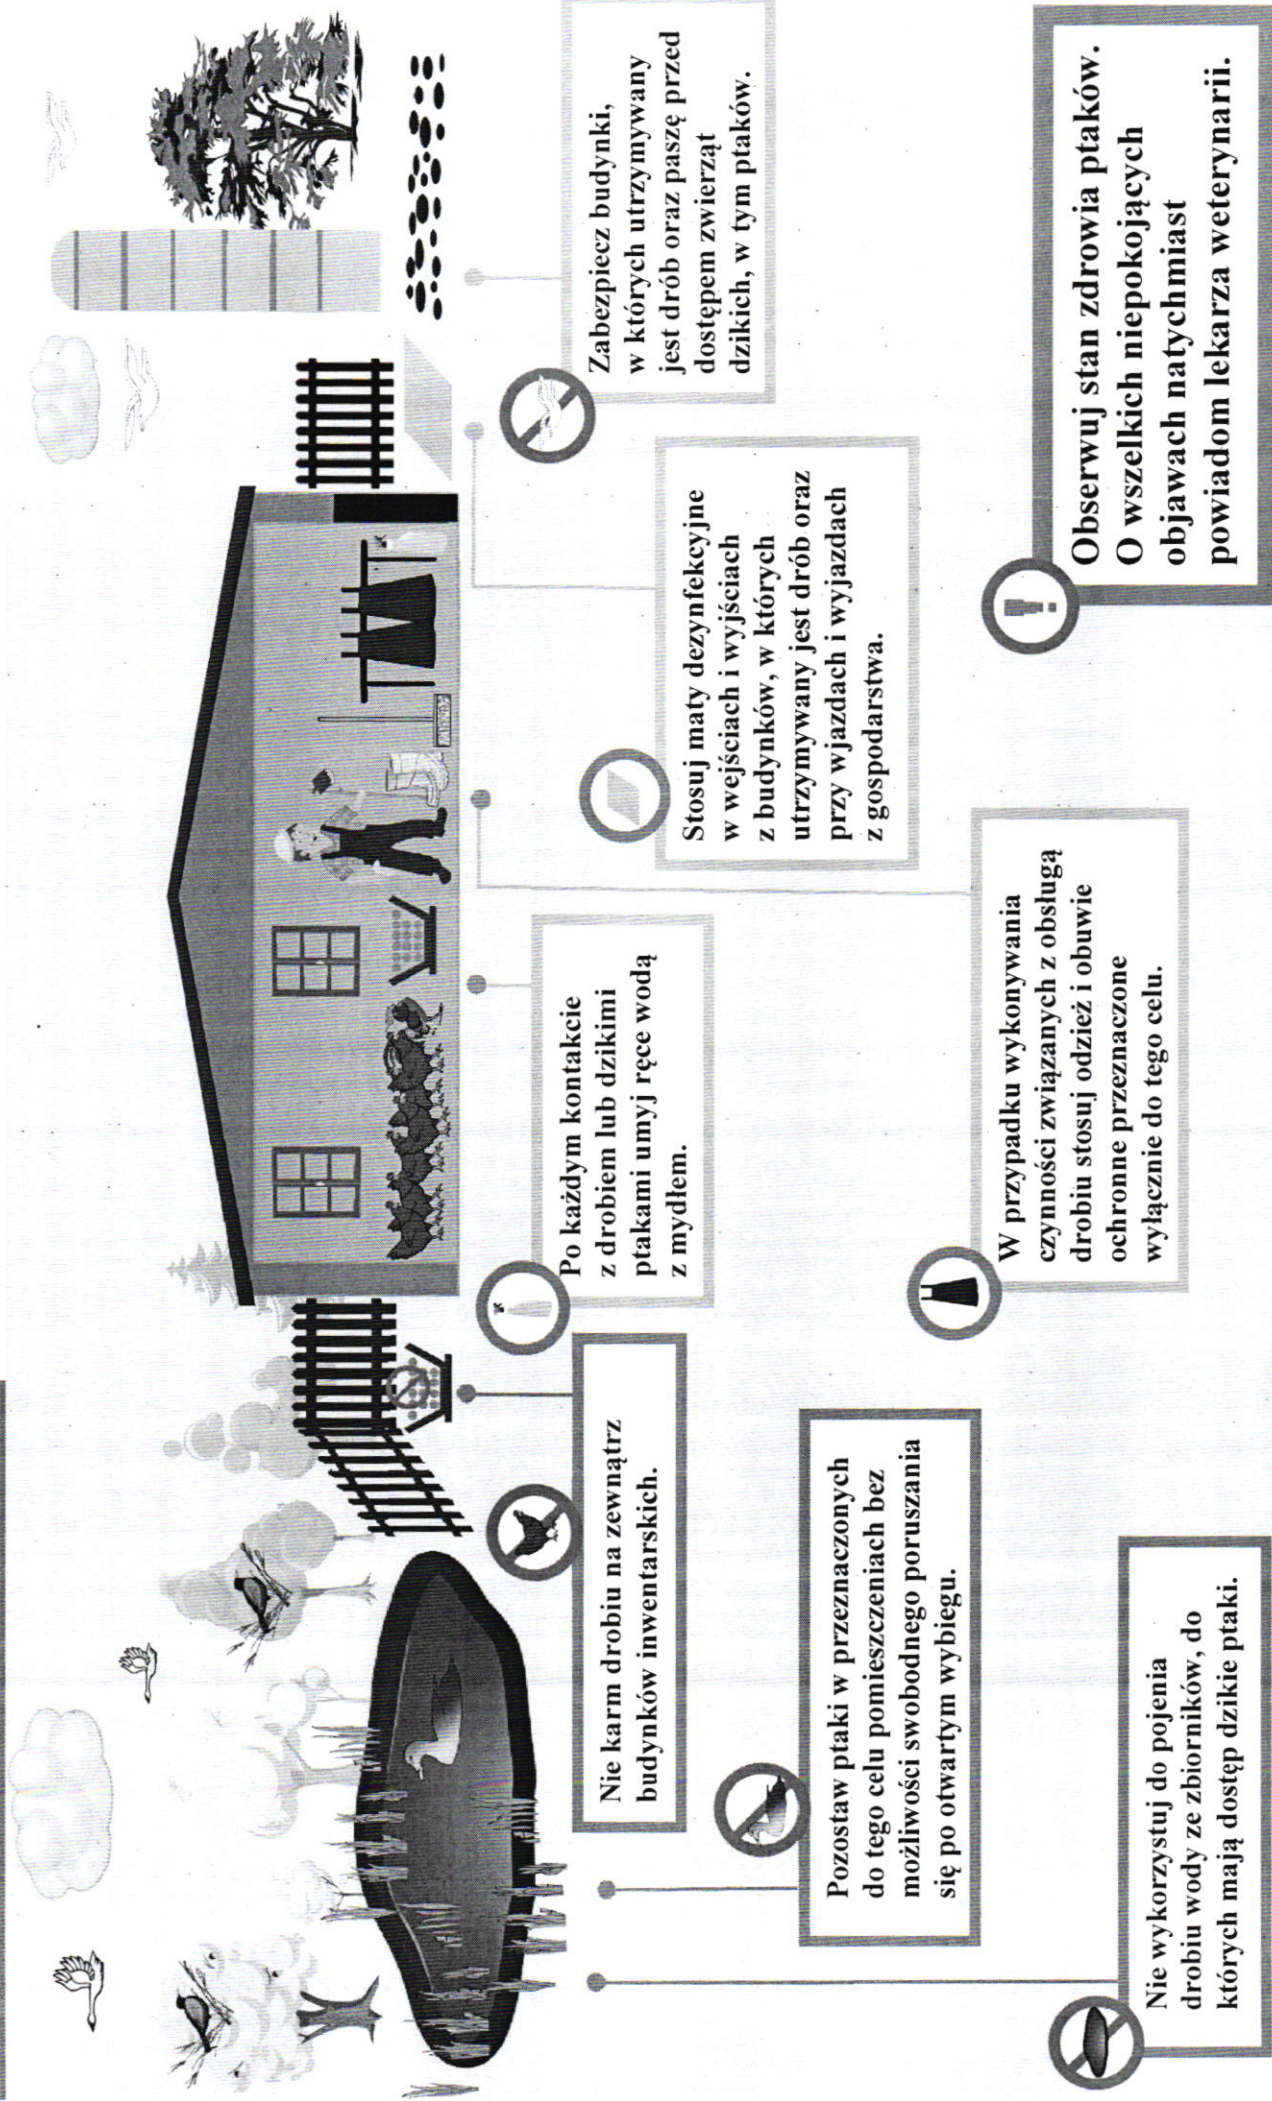 Nie wykorzystuj do pojenia
drobiu wody ze zbiorników, do
których mają dostęp dzikie ptaki.
Pozostaw ptaki w przeznaczonych
do tego celu pomieszczeniach bez
możliwości swobodnego poruszania
się po otwartym wybiegu.
Nie karm drobiu na zewnątrz
budynków inwentarskich.
Po każdym kontakcie
z drobiem lub dzikimi
ptakami umyj ręce wodą
z mydłem.
W przypadku wykonywania
czynności związanych z obsługą
drobiu stosuj odzież i obuwie
ochronne przeznaczone
wyłącznie do tego celu.
Stosuj maty dezynfekcyjne
w wejściach i wyjściach
z budynków, w których
utrzymywany jest drób oraz
przy wjazdach i wyjazdach
z gospodarstwa.
Zabezpiecz budynki,
w których utrzymywany
jest drób oraz paszę przed
dostępem zwierząt
dzikich, w tym ptaków.
!
Obserwuj stan zdrowia ptaków.
O wszelkich niepokojących
objawach natychmiast
powiadom lekarza weterynarii.